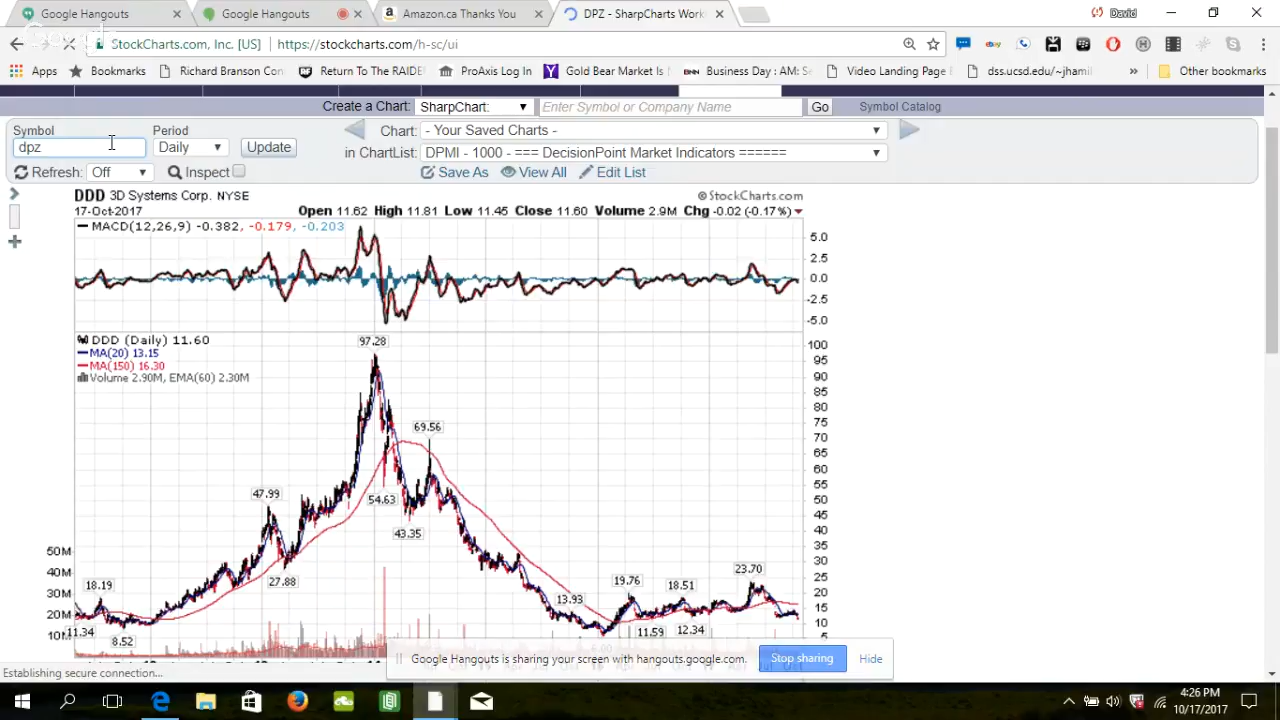 Google Hangouts
Google Hangouts
Amazon.ca Thank You
DPZ - SharpCharts Work
David
StockCharts.com, Inc. [US]
https://stockcharts.com/h-sc/ui
Apps
Bookmarks
Richard Branson Con
Return To The RAIDE
ProAxis Log In
Gold Bear Market Is
BNN
Business Day : AM: Se
Video Landing Page
dss.ucsd.edu/~jhamil
»
Other bookmarks
Create a Chart:
SharpChart:
Enter Symbol or Company Name
Go
Symbol Catalog
Symbol
Period
Chart:
- Your Saved Charts -
dpz
Daily
Update
in ChartList:
DPMI - 1000 - === DecisionPoint Market Indicators ======
Refresh:
Off
Inspect
Save As
View All
Edit List
DDD 3D Systems Corp. NYSE
© StockCharts.com
17-Oct-2017
Open 11.62 High 11.81 Low 11.45 Close 11.60 Volume 2.9M Chg -0.02 (-0.17%)
MACD(12,26,9) -0.382, -0.179, -0.203
5.0
2.5
0.0
-2.5
-5.0
DDD (Daily) 11.60
MA(20) 13.15
MA(150) 16.30
Volume 2.90M, EMA(60) 2.30M
97.28
100
95
90
85
80
75
70
65
60
55
50
45
40
35
30
25
20
15
10
5
69.56
47.99
54.63
43.35
27.88
50M
40M
30M
20M
10M
18.19
11.34
8.52
13.93
19.76
11.59
18.51
12.34
23.70
Google Hangouts is sharing your screen with hangouts.google.com.
Stop sharing
Hide
Establishing secure connection...
4:26 PM
10/17/2017